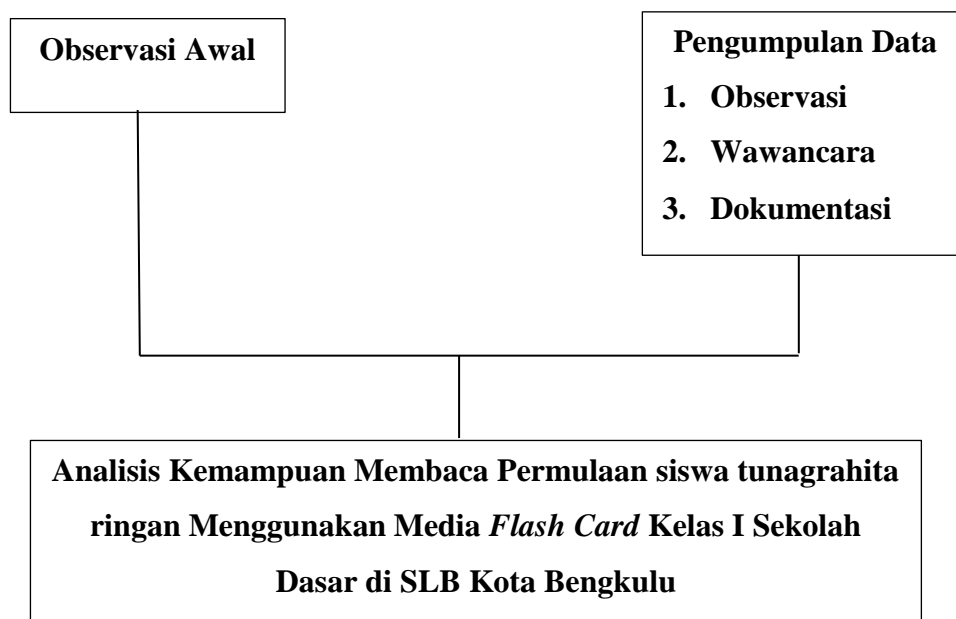 Observasi Awal
Pengumpulan Data
1. Observasi
2. Wawancara
3. Dokumentasi
Analisis Kemampuan Membaca Permulaan siswa tunagrahita
ringan Menggunakan Media Flash Card Kelas I Sekolah
Dasar di SLB Kota Bengkulu